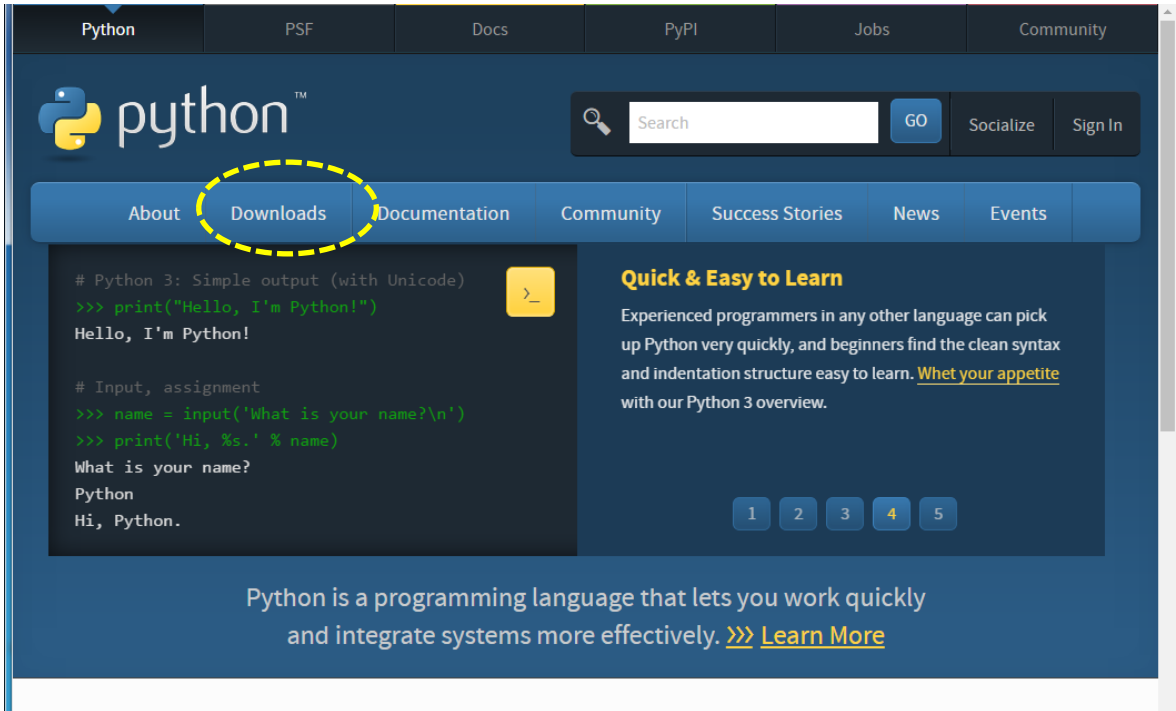 Python PSF Docs PyPI Jobs Community
python™
Search GO Socialize Sign In
About Downloads Documentation Community Success Stories News Events
# Python 3: Simple output (with Unicode)
>>> print("Hello, I'm Python!")
Hello, I'm Python!
# Input, assignment
>>> name = input('What is your name?\n')
>>> print('Hi, %s.' % name)
What is your name?
Python
Hi, Python.
>_
Quick & Easy to Learn
Experienced programmers in any other language can pick
up Python very quickly, and beginners find the clean syntax
and indentation structure easy to learn. Whet your appetite
with our Python 3 overview.
1 2 3 4 5
Python is a programming language that lets you work quickly
and integrate systems more effectively. >>> Learn More